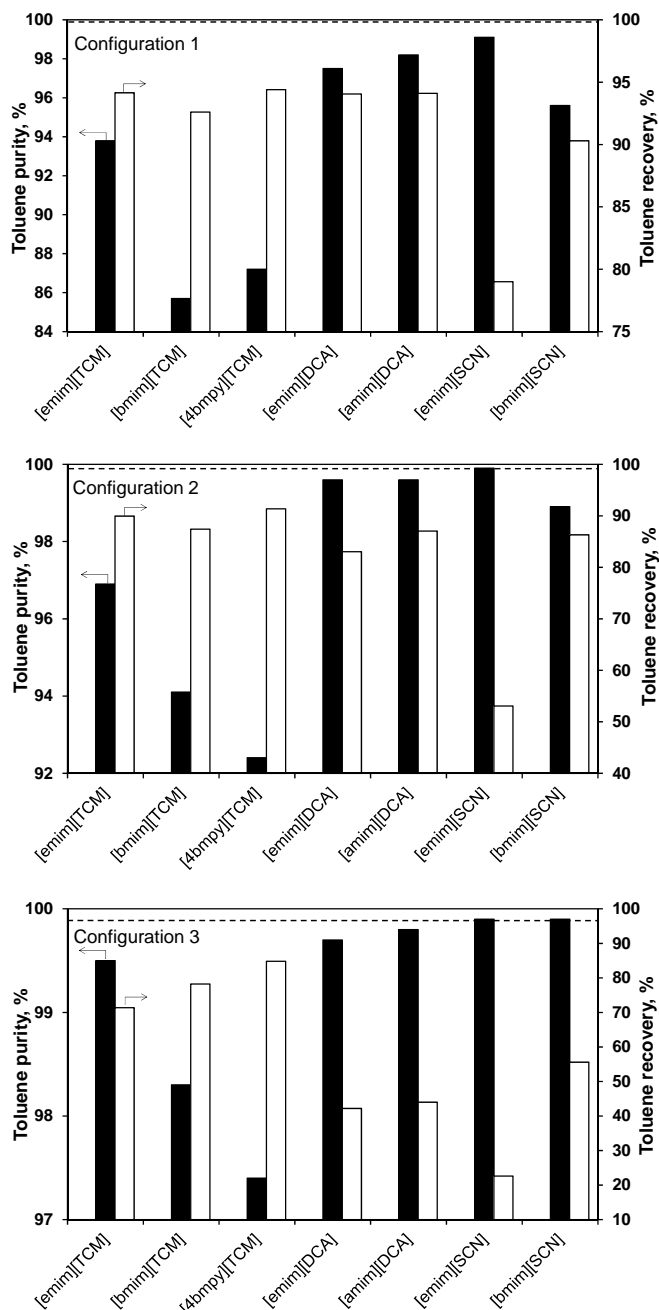 Configuration 1
Toluene purity, %
100
98
96
94
92
90
88
86
84
Toluene recovery, %
100
95
90
85
80
75
[emim][TCM]
[bmim][TCM]
[4bmpy][TCM]
[emim][DCA]
[amim][DCA]
[emim][SCN]
[bmim][SCN]
Configuration 2
Toluene purity, %
100
98
96
94
92
Toluene recovery, %
100
90
80
70
60
50
40
[emim][TCM]
[bmim][TCM]
[4bmpy][TCM]
[emim][DCA]
[amim][DCA]
[emim][SCN]
[bmim][SCN]
Configuration 3
Toluene purity, %
100
99
98
97
Toluene recovery, %
100
90
80
70
60
50
40
30
20
10
[emim][TCM]
[bmim][TCM]
[4bmpy][TCM]
[emim][DCA]
[amim][DCA]
[emim][SCN]
[bmim][SCN]